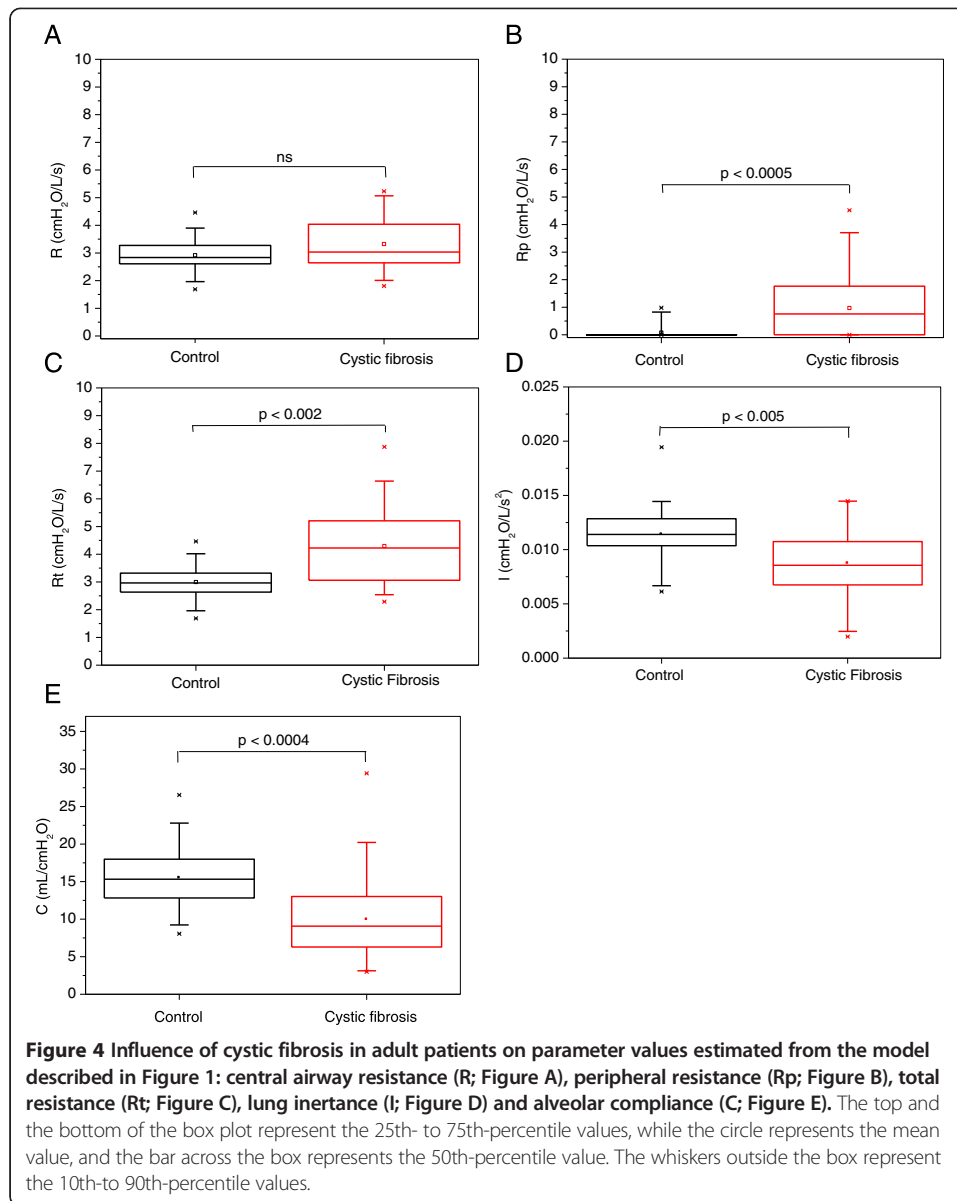 A
10
9
8
7
6
5
4
3
2
1
0
R (cmH2O/L/s)
ns
Control
Cystic fibrosis
B
10
9
8
7
6
5
4
3
2
1
0
Rp (cmH2O/L/s)
p < 0.0005
Control
Cystic fibrosis
C
10
9
8
7
6
5
4
3
2
1
0
Rt (cmH2O/L/s)
p < 0.002
Control
Cystic fibrosis
D
0.025
0.020
0.015
0.010
0.005
0.000
I (cmH2O/L/s²)
p < 0.005
Control
Cystic Fibrosis
E
35
30
25
20
15
10
5
0
C (mL/cmH2O)
p < 0.0004
Control
Cystic fibrosis
Figure 4 Influence of cystic fibrosis in adult patients on parameter values estimated from the model
described in Figure 1: central airway resistance (R; Figure A), peripheral resistance (Rp; Figure B), total
resistance (Rt; Figure C), lung inertance (I; Figure D) and alveolar compliance (C; Figure E). The top and
the bottom of the box plot represent the 25th- to 75th-percentile values, while the circle represents the mean
value, and the bar across the box represents the 50th-percentile value. The whiskers outside the box represent
the 10th-to 90th-percentile values.